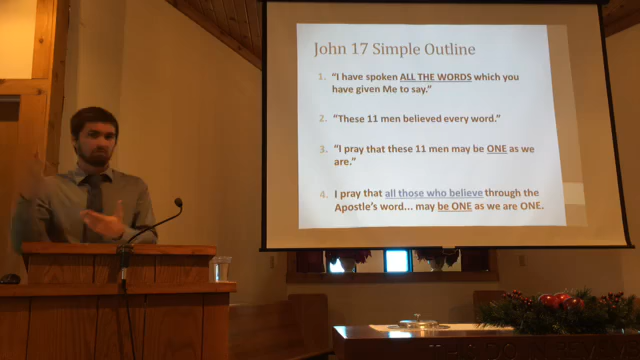 John 17 Simple Outline
1. "I have spoken ALL THE WORDS which you
have given Me to say."
2. "These 11 men believed every word."
3. "I pray that these 11 men may be ONE as we
are."
4. I pray that all those who believe through the
Apostle's word... may be ONE as we are ONE.